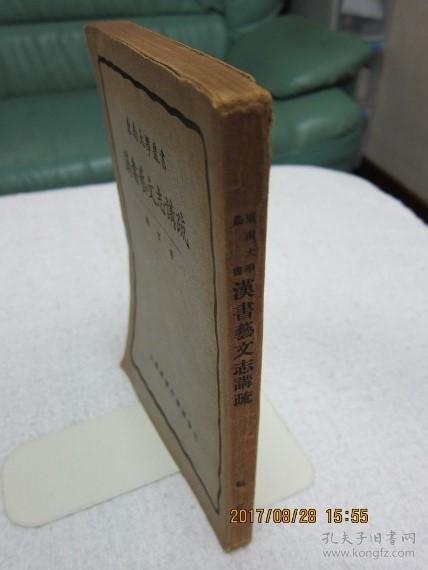 東南大學叢書
漢書藝文志講疏
東南大學
叢書
漢書藝文志講疏
2017/08/28 15:55
孔夫子旧书网
www.kongfz.com